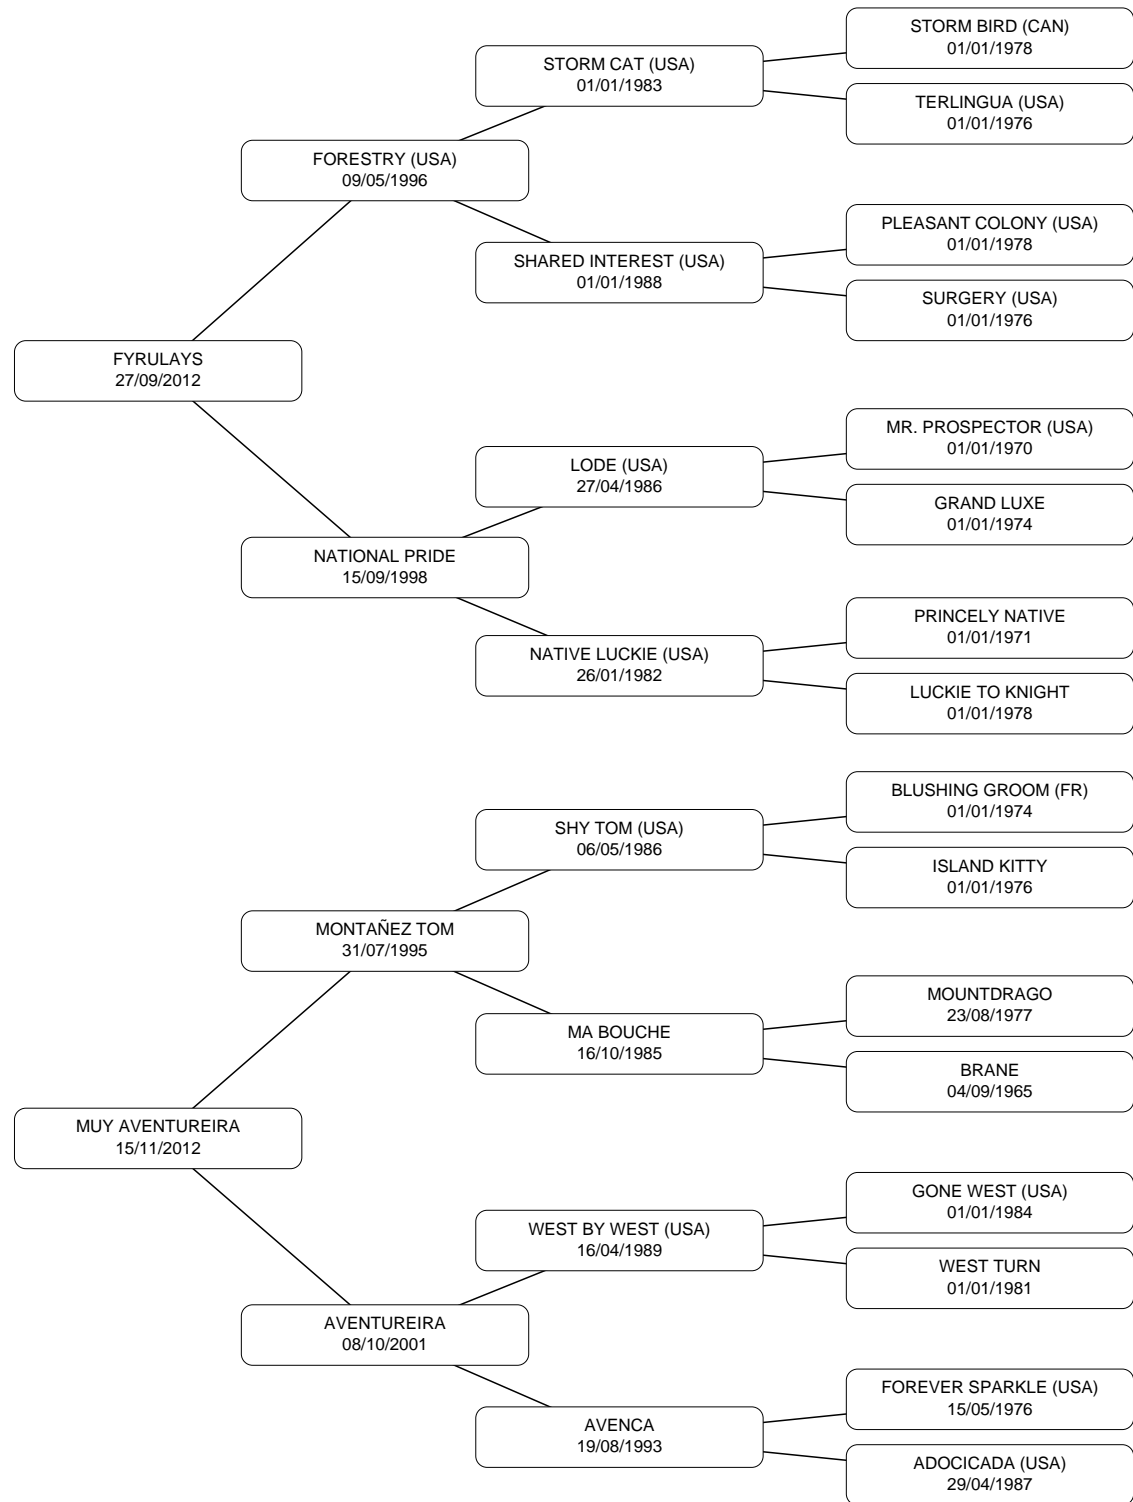 STORM BIRD (CAN)
01/01/1978
STORM CAT (USA)
01/01/1983
TERLINGUA (USA)
01/01/1976
FORESTRY (USA)
09/05/1996
PLEASANT COLONY (USA)
01/01/1978
SHARED INTEREST (USA)
01/01/1988
SURGERY (USA)
01/01/1976
FYRULAYS
27/09/2012
MR. PROSPECTOR (USA)
01/01/1970
LODE (USA)
27/04/1986
GRAND LUXE
01/01/1974
NATIONAL PRIDE
15/09/1998
PRINCELY NATIVE
01/01/1971
NATIVE LUCKIE (USA)
26/01/1982
LUCKIE TO KNIGHT
01/01/1978
BLUSHING GROOM (FR)
01/01/1974
SHY TOM (USA)
06/05/1986
ISLAND KITTY
01/01/1976
MONTAÑEZ TOM
31/07/1995
MOUNTDRAGO
23/08/1977
MA BOUCHE
16/10/1985
BRANE
04/09/1965
MUY AVENTUREIRA
15/11/2012
GONE WEST (USA)
01/01/1984
WEST BY WEST (USA)
16/04/1989
WEST TURN
01/01/1981
AVENTUREIRA
08/10/2001
FOREVER SPARKLE (USA)
15/05/1976
AVENCA
19/08/1993
ADOCICADA (USA)
29/04/1987